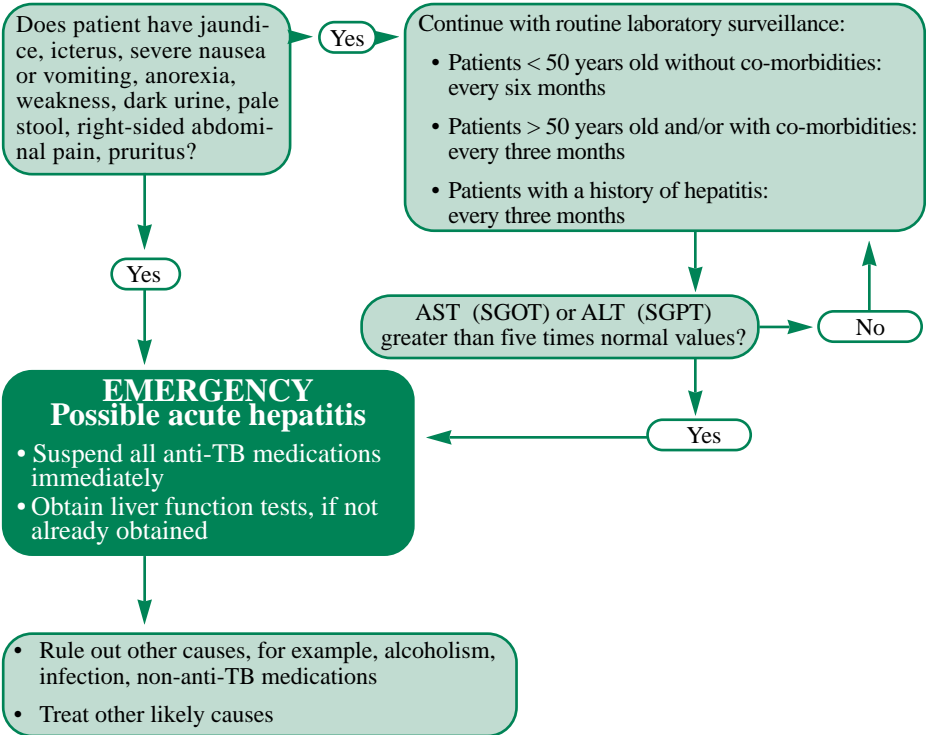 Does patient have jaundi-
ce, icterus, severe nausea
or vomiting, anorexia,
weakness, dark urine, pale
stool, right-sided abdomi-
nal pain, pruritus?
Yes
Continue with routine laboratory surveillance:
• Patients < 50 years old without co-morbidities:
every six months
• Patients > 50 years old and/or with co-morbidities:
every three months
• Patients with a history of hepatitis:
every three months
Yes
AST (SGOT) or ALT (SGPT)
greater than five times normal values?
No
Yes
EMERGENCY
Possible acute hepatitis
• Suspend all anti-TB medications
immediately
• Obtain liver function tests, if not
already obtained
• Rule out other causes, for example, alcoholism,
infection, non-anti-TB medications
• Treat other likely causes